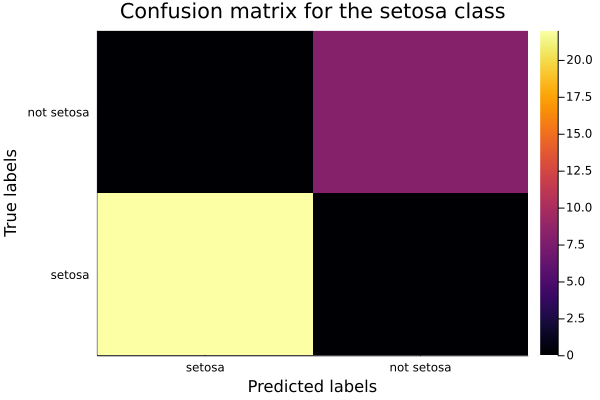 Confusion matrix for the setosa class
True labels
not setosa
setosa
setosa
not setosa
Predicted labels
20.0
17.5
15.0
12.5
10.0
7.5
5.0
2.5
0